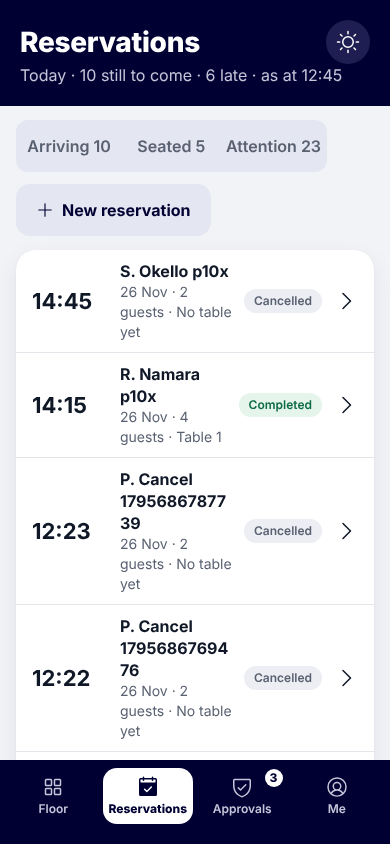 Reservations
Today · 10 still to come · 6 late · as at 12:45
Arriving 10 Seated 5 Attention 23
New reservation
S. Okello p10x
14:45
26 Nov · 2
guests · No table
yet
Cancelled
R. Namara
p10x
14:15
26 Nov · 4
guests · Table 1
Completed
P. Cancel
17956867877
39
12:23
26 Nov · 2
guests · No table
yet
Cancelled
P. Cancel
17956867694
76
12:22
26 Nov · 2
guests · No table
yet
Cancelled
3
Floor Reservations Approvals Me